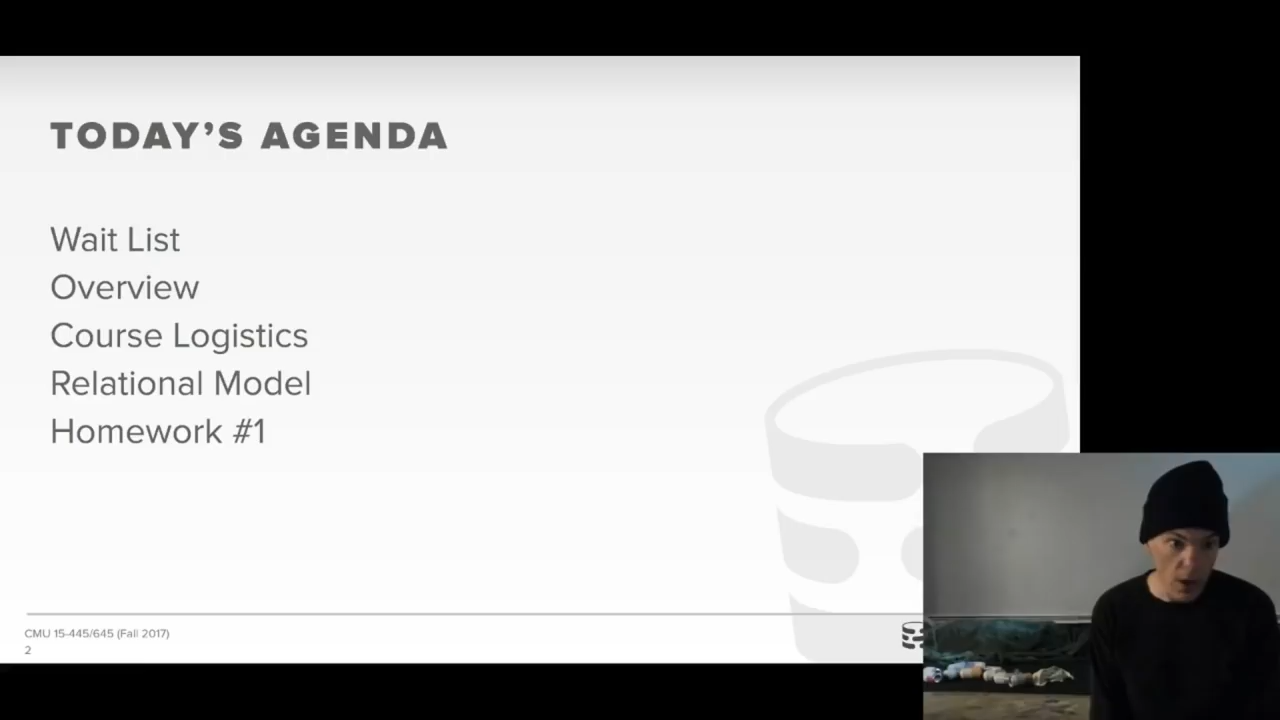 TODAY'S AGENDA
Wait List
Overview
Course Logistics
Relational Model
Homework #1
CMU 15-445/645 (Fall 2017)
2